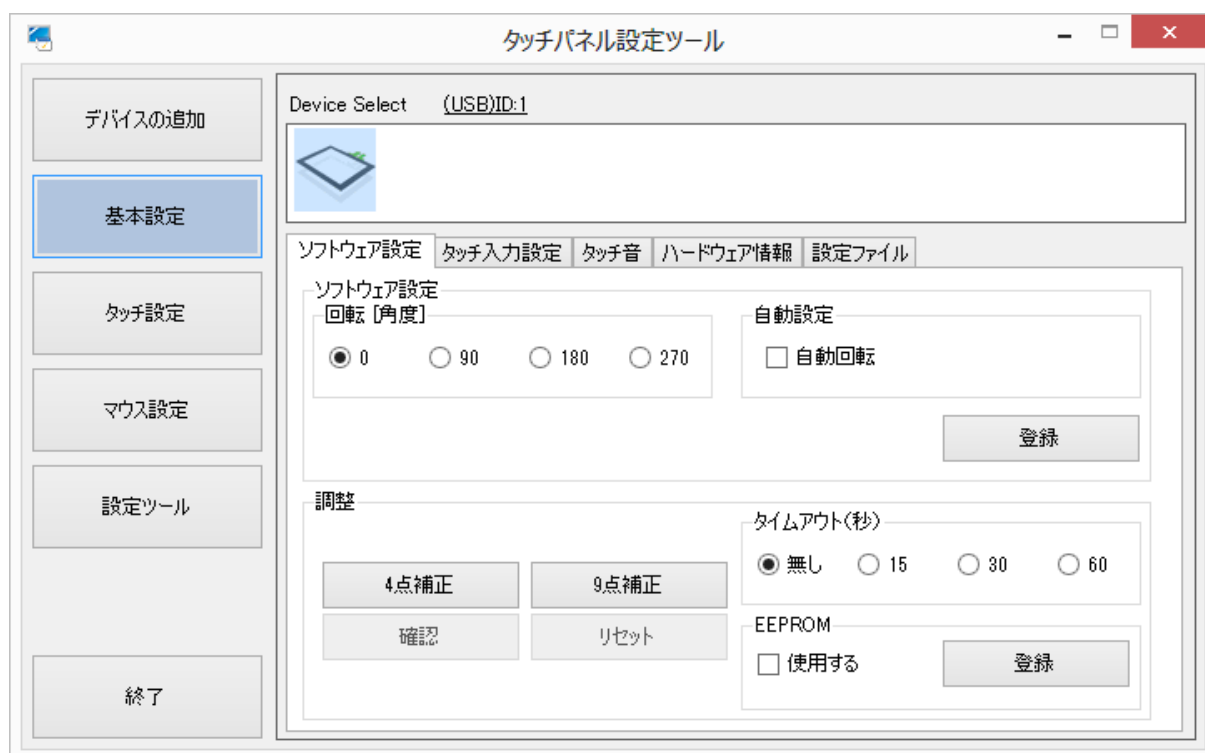 タッチパネル設定ツール
デバイスの追加
基本設定
タッチ設定
マウス設定
設定ツール
終了
Device Select (USB)ID:1
ソフトウェア設定 タッチ入力設定 タッチ音 ハードウェア情報 設定ファイル
ソフトウェア設定
回転 [角度]
0 90 180 270
自動設定
自動回転
登録
調整
4点補正 9点補正
確認 リセット
タイムアウト(秒)
無し 15 30 60
EEPROM
使用する 登録